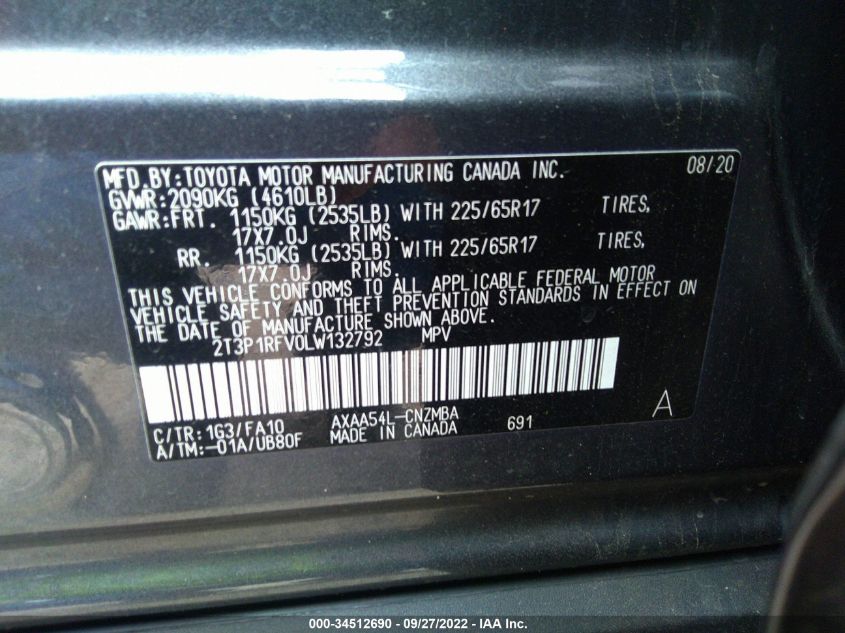 MFD.BY:TOYOTA MOTOR MANUFACTURING CANADA INC. 08/20
GVWR:2090KG (4610LB)
GAWR:FRT. 1150KG (2535LB) WITH 225/65R17 TIRES,
17X7.0J RIMS.
RR. 1150KG (2535LB) WITH 225/65R17 TIRES,
17X7.0J RIMS.
THIS VEHICLE CONFORMS TO ALL APPLICABLE FEDERAL MOTOR
VEHICLE SAFETY AND THEFT PREVENTION STANDARDS IN EFFECT ON
THE DATE OF MANUFACTURE SHOWN ABOVE.
2T3P1RFV0LW132792 MPV
C/TR:1G3/FA10 AXAA54L-CNZMBA 691 A
A/TM:-01A/UB80F MADE IN CANADA
000-34512690 - 09/27/2022 - IAA Inc.